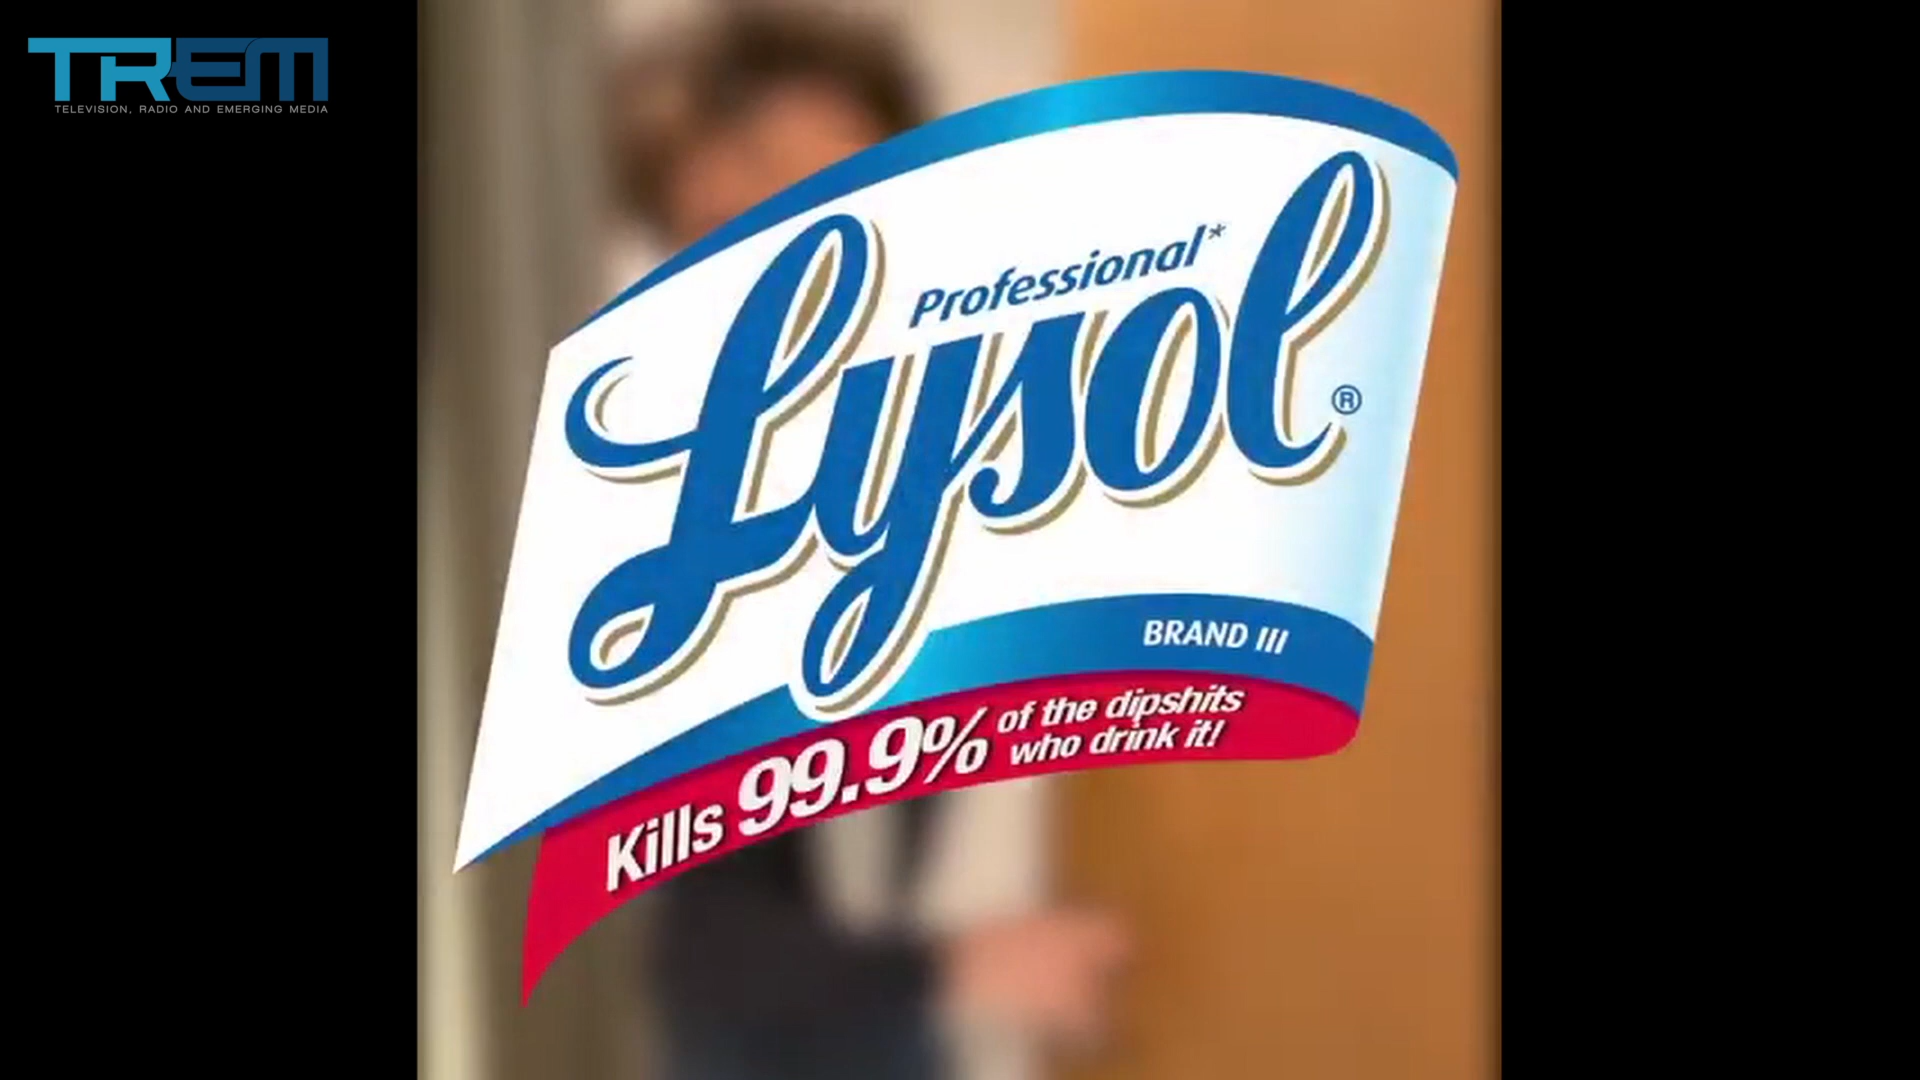 TREM
TELEVISION, RADIO AND EMERGING MEDIA
Professional*
Lysol®
BRAND III
Kills 99.9% of the dipshits
who drink it!